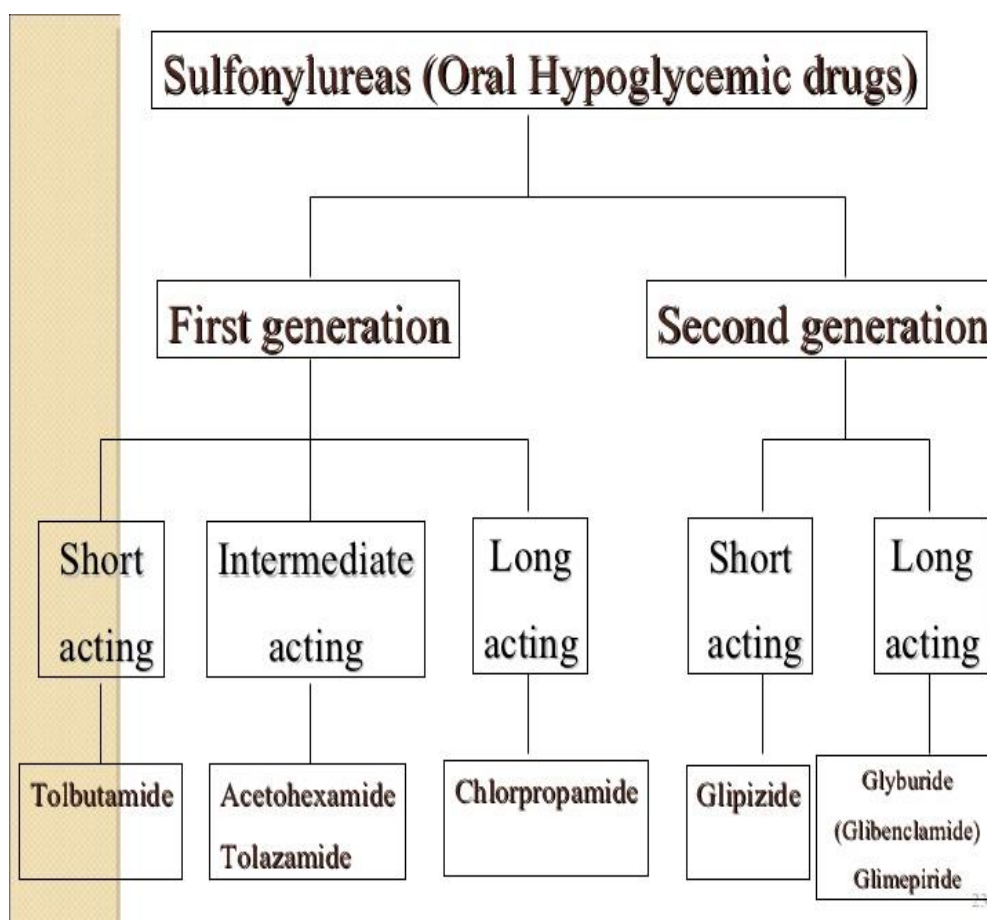 Sulfonylureas (Oral Hypoglycemic drugs)
First generation
Second generation
Short
acting
Intermediate
acting
Long
acting
Short
acting
Long
acting
Tolbutamide
Acetohexamide
Tolazamide
Chlorpropamide
Glipizide
Glyburide
(Glibenclamide)
Glimepiride
23